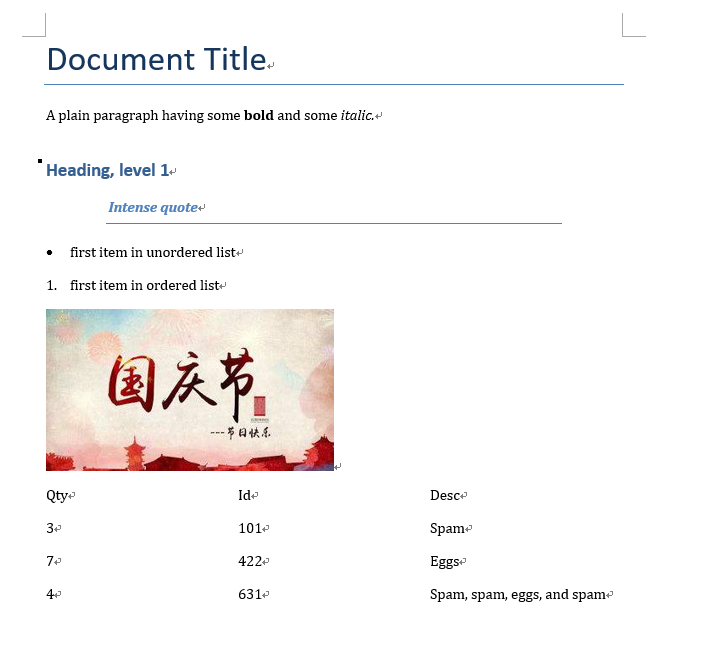 Document Title
A plain paragraph having some bold and some italic.
Heading, level 1
Intense quote
• first item in unordered list
1. first item in ordered list
国庆节
---节日快乐
Qty Id Desc
3 101 Spam
7 422 Eggs
4 631 Spam, spam, eggs, and spam